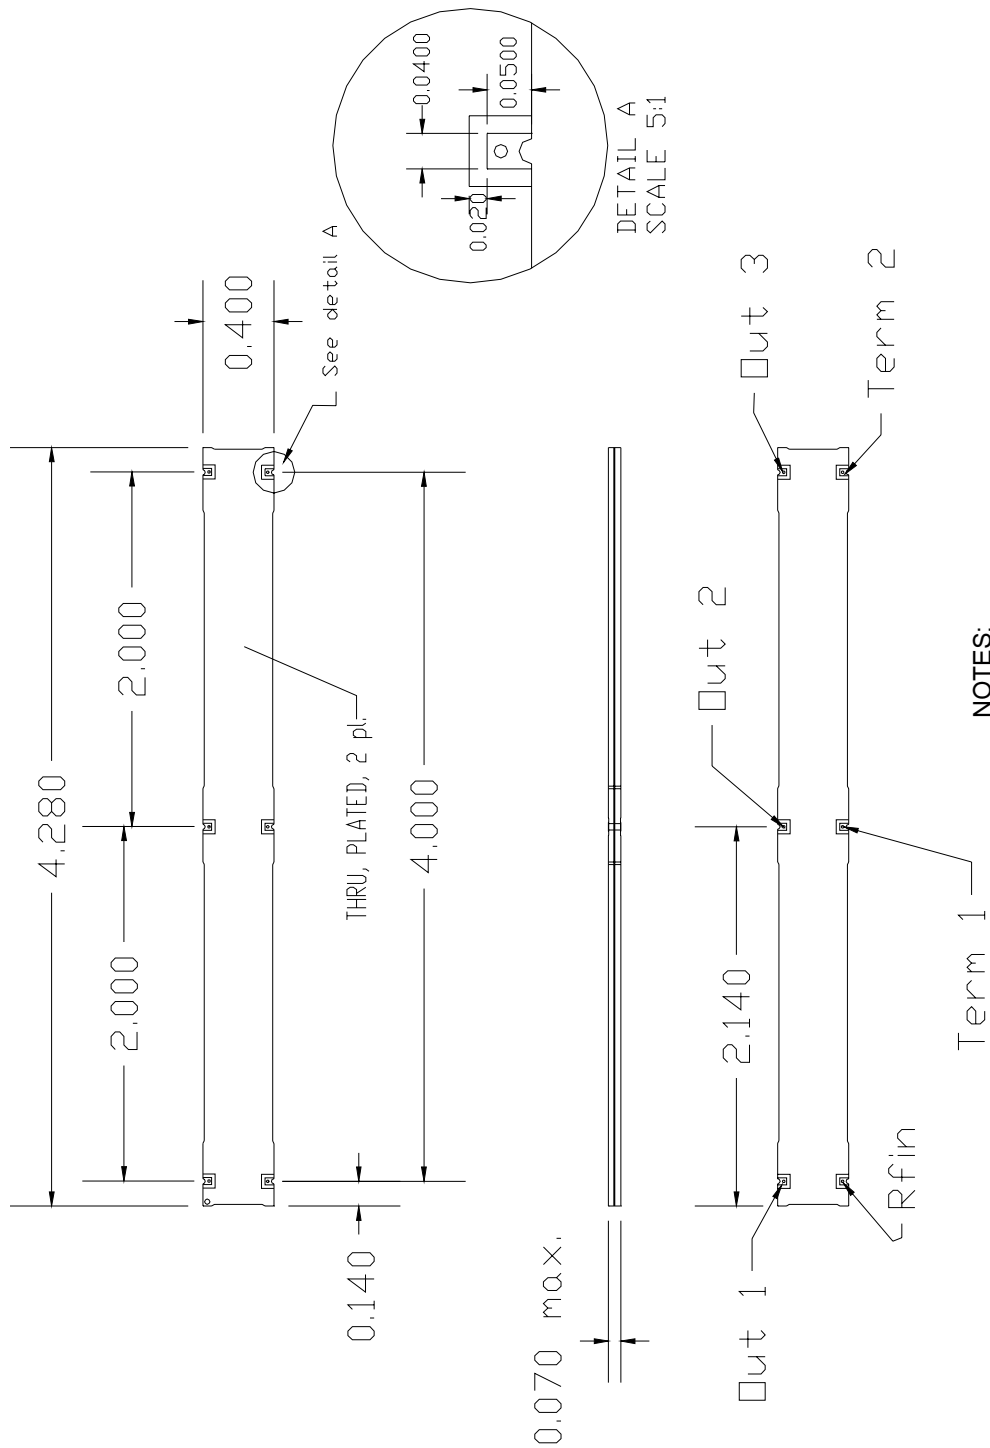 4.280
2.000
2.000
0.400
See detail A
THRU, PLATED, 2 pl.
4.000
0.140
0.0400
0.0500
0.020
DETAIL A
SCALE 5:1
0.070 max.
Out 1
Out 2
Out 3
2.140
Rfin
Term 1
Term 2
NOTES: